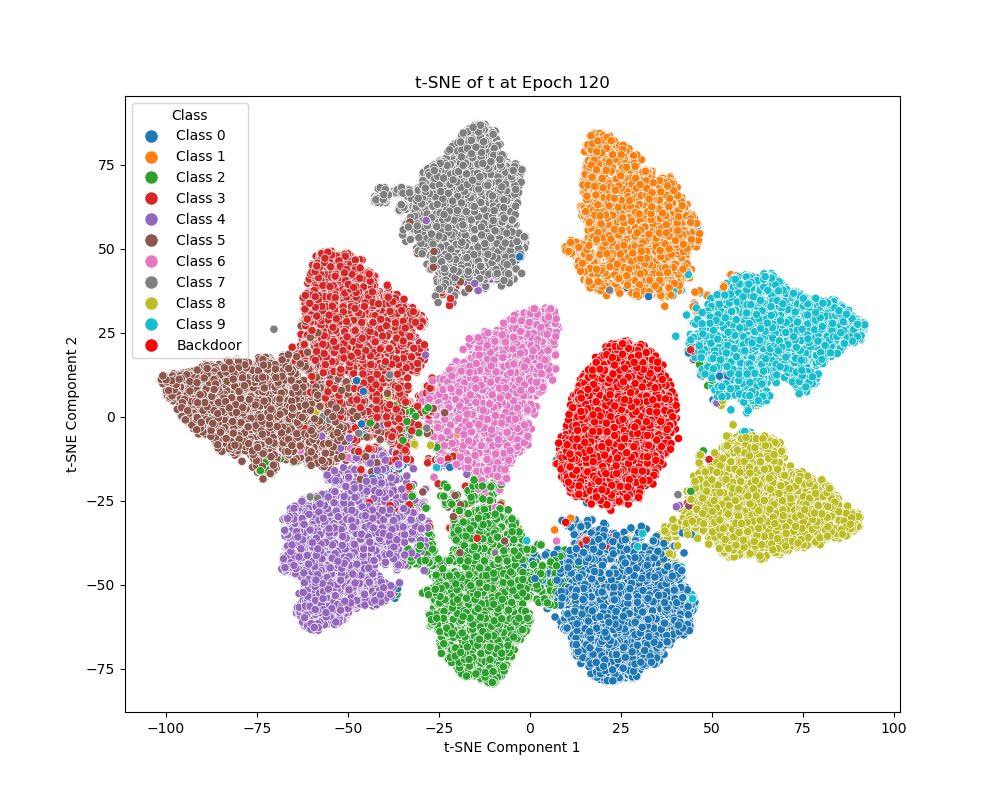 t-SNE of t at Epoch 120
Class
Class 0
Class 1
Class 2
Class 3
Class 4
Class 5
Class 6
Class 7
Class 8
Class 9
Backdoor
75
50
25
0
−25
−50
−75
t-SNE Component 2
−100 −75 −50 −25 0 25 50 75 100
t-SNE Component 1